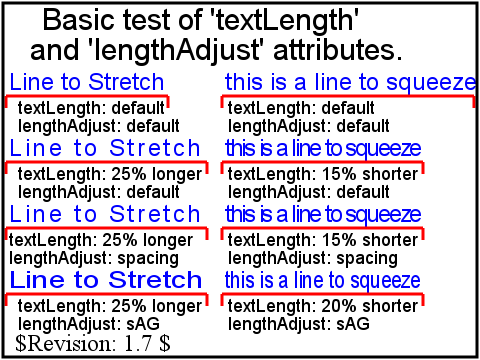 Basic test of 'textLength'
and 'lengthAdjust' attributes.
Line to Stretch
textLength: default
lengthAdjust: default
this is a line to squeeze
textLength: default
lengthAdjust: default
Line to Stretch
textLength: 25% longer
lengthAdjust: default
this is a line to squeeze
textLength: 15% shorter
lengthAdjust: default
Line to Stretch
textLength: 25% longer
lengthAdjust: spacing
this is a line to squeeze
textLength: 15% shorter
lengthAdjust: spacing
Line to Stretch
textLength: 25% longer
lengthAdjust: sAG
this is a line to squeeze
textLength: 20% shorter
lengthAdjust: sAG
$Revision: 1.7 $